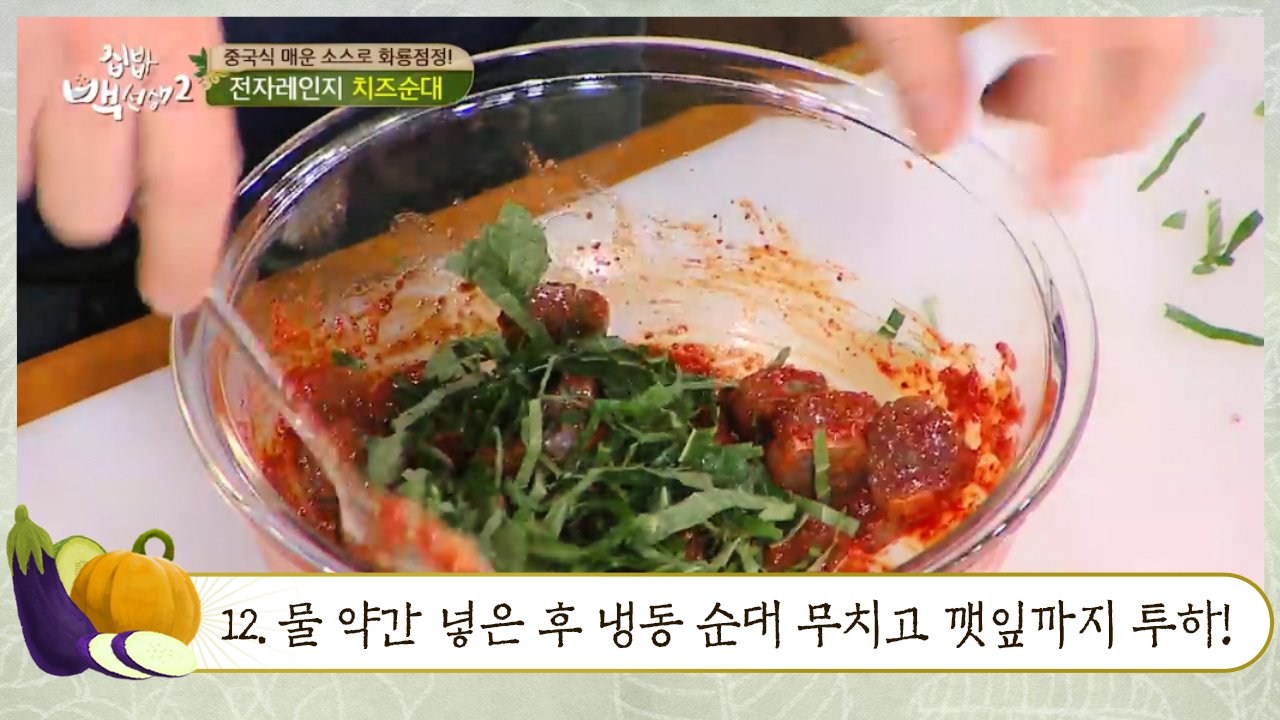 집밥
백선생2
중국식 매운 소스로 화룡점정!
전자레인지 치즈순대
12. 물 약간 넣은 후 냉동 순대 무치고 깻잎까지 투하!